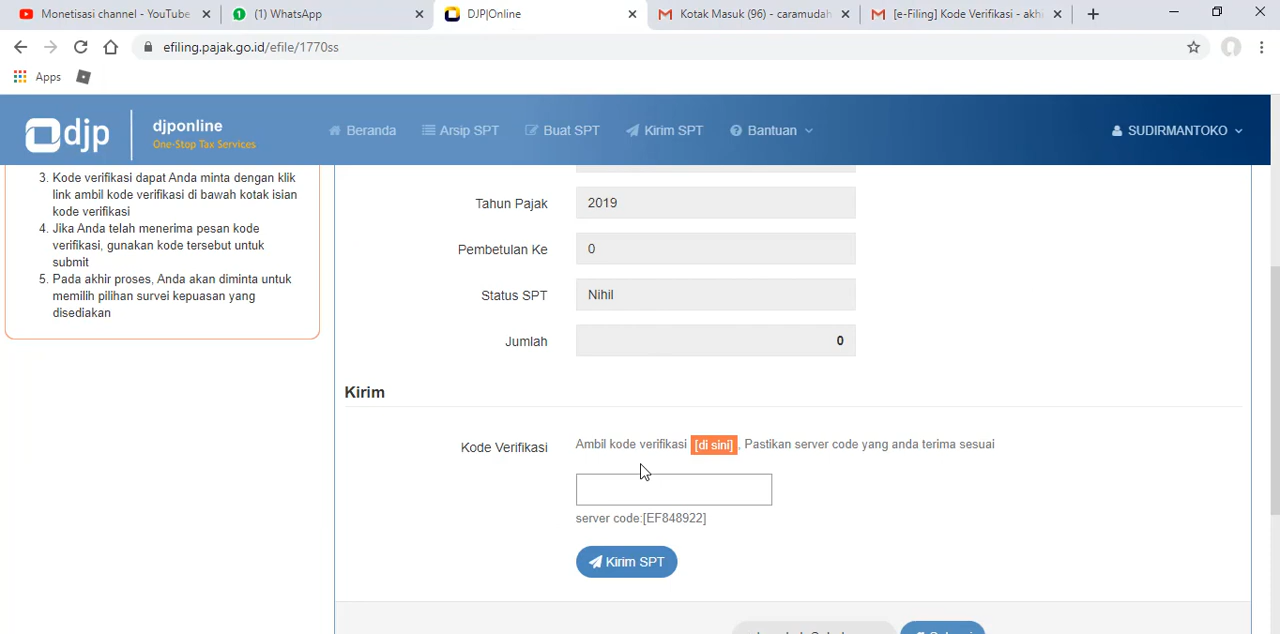 Monetisasi channel - YouTube
(1) WhatsApp
DJP|Online
Kotak Masuk (96) - caramudah
[e-Filing] Kode Verifikasi - akhi
efiling.pajak.go.id/efile/1770ss
Apps
djp
djponline
One-Stop Tax Services
Beranda
Arsip SPT
Buat SPT
Kirim SPT
Bantuan
SUDIRMANTOKO
3. Kode verifikasi dapat Anda minta dengan klik
link ambil kode verifikasi di bawah kotak isian
kode verifikasi
4. Jika Anda telah menerima pesan kode
verifikasi, gunakan kode tersebut untuk
submit
5. Pada akhir proses, Anda akan diminta untuk
memilih pilihan survei kepuasan yang
disediakan
Tahun Pajak 2019
Pembetulan Ke 0
Status SPT Nihil
Jumlah 0
Kirim
Kode Verifikasi
Ambil kode verifikasi [di sini], Pastikan server code yang anda terima sesuai
server code:[EF848922]
Kirim SPT